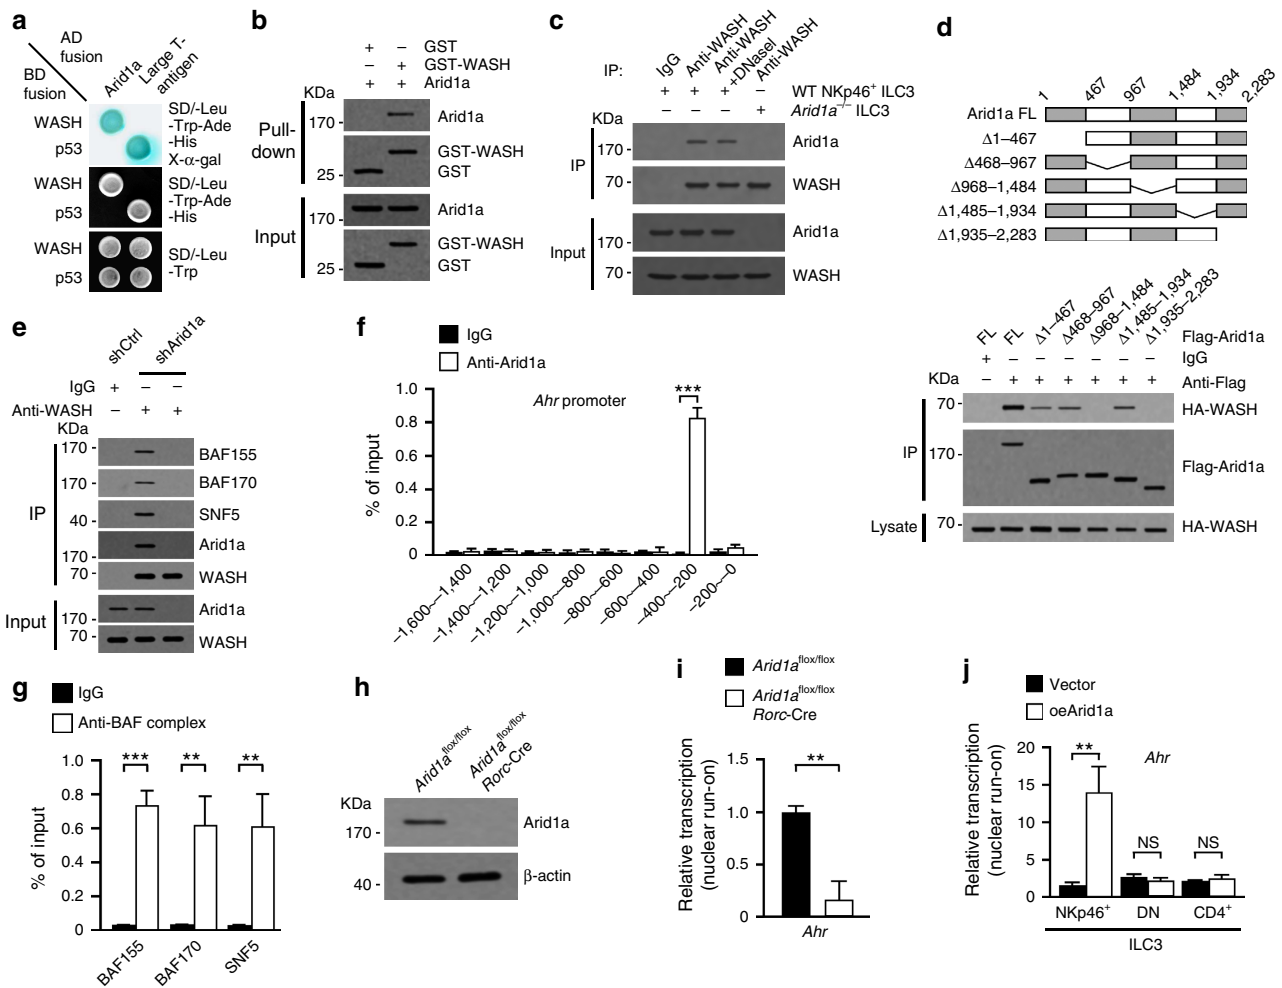 a
AD
fusion
BD
fusion
Arid1a
Large T-
antigen
WASH
p53
SD/-Leu
-Trp-Ade
-His
X-α-gal
WASH
p53
SD/-Leu
-Trp-Ade
-His
WASH
p53
SD/-Leu
-Trp
b
+ − GST
− + GST-WASH
+ + Arid1a
KDa
Pull-
down
170
Arid1a
GST-WASH
25
GST
Input
170
Arid1a
GST-WASH
25
GST
c
IP:
IgG
Anti-WASH
Anti-WASH
+DNaseI
Anti-WASH
+ + + WT NKp46+ ILC3
+ Arid1a−/− ILC3
KDa
IP
170
Arid1a
70
WASH
Input
170
Arid1a
70
WASH
d
1 467 967 1,484 1,934 2,283
Arid1a FL
Δ1–467
Δ468–967
Δ968–1,484
Δ1,485–1,934
Δ1,935–2,283
FL
FL
Δ1–467
Δ468–967
Δ968–1,484
Δ1,485–1,934
Δ1,935–2,283
Flag-Arid1a
+ − − − − − − IgG
− + + + + + + Anti-Flag
KDa
IP
70
HA-WASH
170
Flag-Arid1a
Lysate
70
HA-WASH
e
shCtrl
shArid1a
IgG + − −
Anti-WASH − + +
KDa
IP
170
BAF155
170
BAF170
40
SNF5
170
Arid1a
70
WASH
Input
170
Arid1a
70
WASH
f
IgG
Anti-Arid1a
Ahr promoter
***
% of input
1.0
0.8
0.6
0.4
0.2
0
−1,600~−1,400
−1,400~−1,200
−1,200~−1,000
−1,000~−800
−800~−600
−600~−400
−400~−200
−200~−0
g
IgG
Anti-BAF complex
*** ** **
% of input
1.0
0.8
0.6
0.4
0.2
0
BAF155
BAF170
SNF5
h
Arid1aflox/flox
Arid1aflox/flox
Rorc-Cre
KDa
170
Arid1a
40
β-actin
i
Arid1aflox/flox
Arid1aflox/flox
Rorc-Cre
Relative transcription
(nuclear run-on)
1.5
1.0
0.5
0
**
Ahr
j
Vector
oeArid1a
Relative transcription
(nuclear run-on)
20
15
10
5
0
Ahr
** NS NS
NKp46+ DN CD4+
ILC3